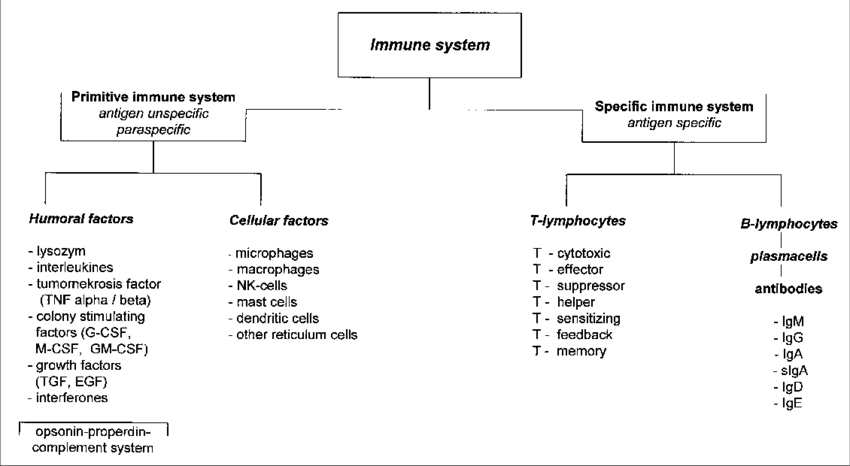 Immune system
Primitive immune system
antigen unspecific
paraspecific
Specific immune system
antigen specific
Humoral factors
- lysozym
- interleukines
- tumornekrosis factor
(TNF alpha / beta)
- colony stimulating
factors (G-CSF,
M-CSF, GM-CSF)
- growth factors
(TGF, EGF)
- interferones
opsonin-properdin-
complement system
Cellular factors
- microphages
- macrophages
- NK-cells
- mast cells
- dendritic cells
- other reticulum cells
T-lymphocytes
T - cytotoxic
T - effector
T - suppressor
T - helper
T - sensitizing
T - feedback
T - memory
B-lymphocytes
plasmacells
antibodies
- IgM
- IgG
- IgA
- sIgA
- IgD
- IgE